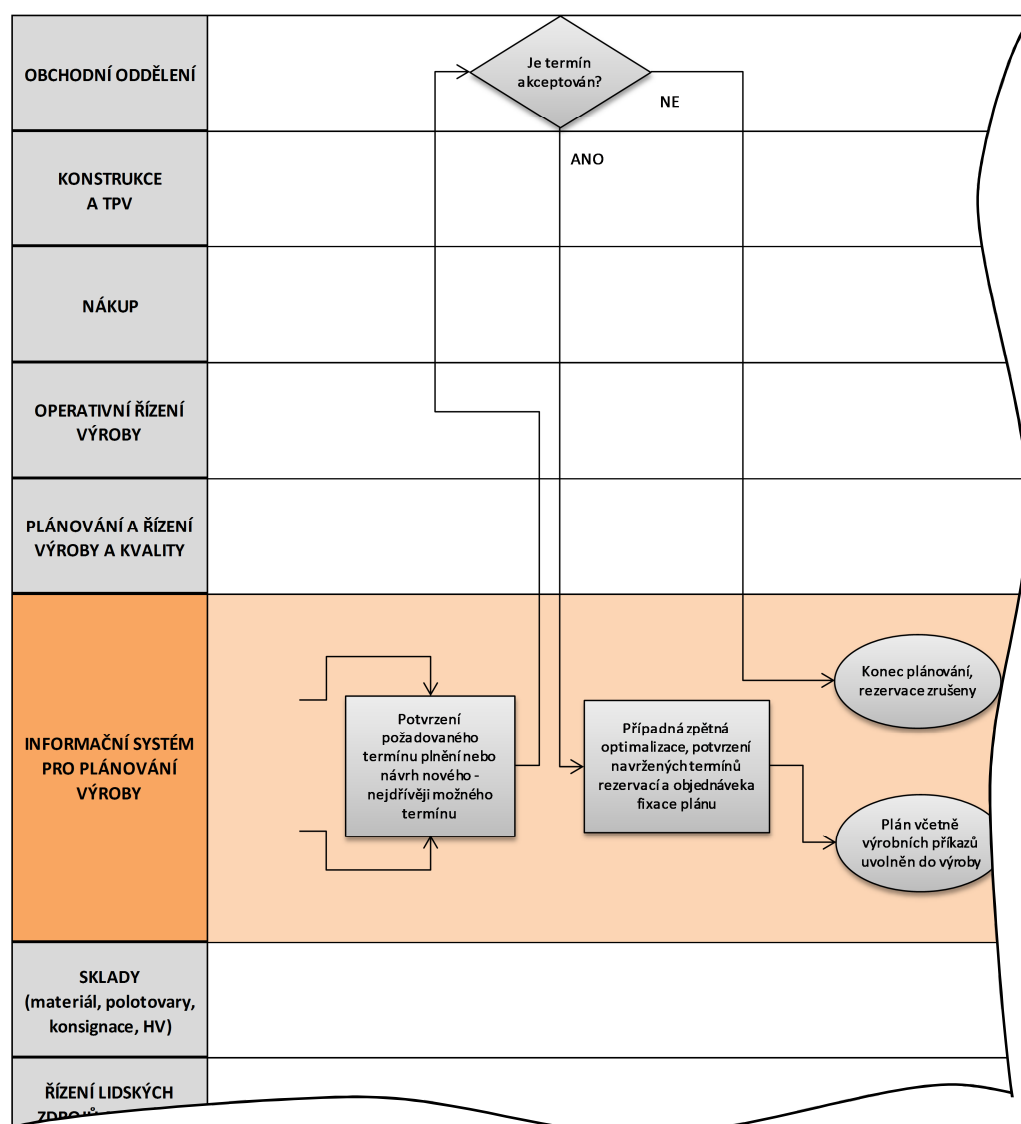 OBCHODNÍ ODDĚLENÍ
Je termín
akceptován?
NE
ANO
KONSTRUKCE
A TPV
NÁKUP
OPERATIVNÍ ŘÍZENÍ
VÝROBY
PLÁNOVÁNÍ A ŘÍZENÍ
VÝROBY A KVALITY
INFORMAČNÍ SYSTÉM
PRO PLÁNOVÁNÍ
VÝROBY
Potvrzení
požadovaného
termínu plnění nebo
návrh nového -
nejdřívěji možného
termínu
Případná zpětná
optimalizace, potvrzení
navržených termínů
rezervací a objednáveka
fixace plánu
Konec plánování,
rezervace zrušeny
Plán včetně
výrobních příkazů
uvolněn do výroby
SKLADY
(materiál, polotovary,
konsignace, HV)
ŘÍZENÍ LIDSKÝCH
ZDROJŮ